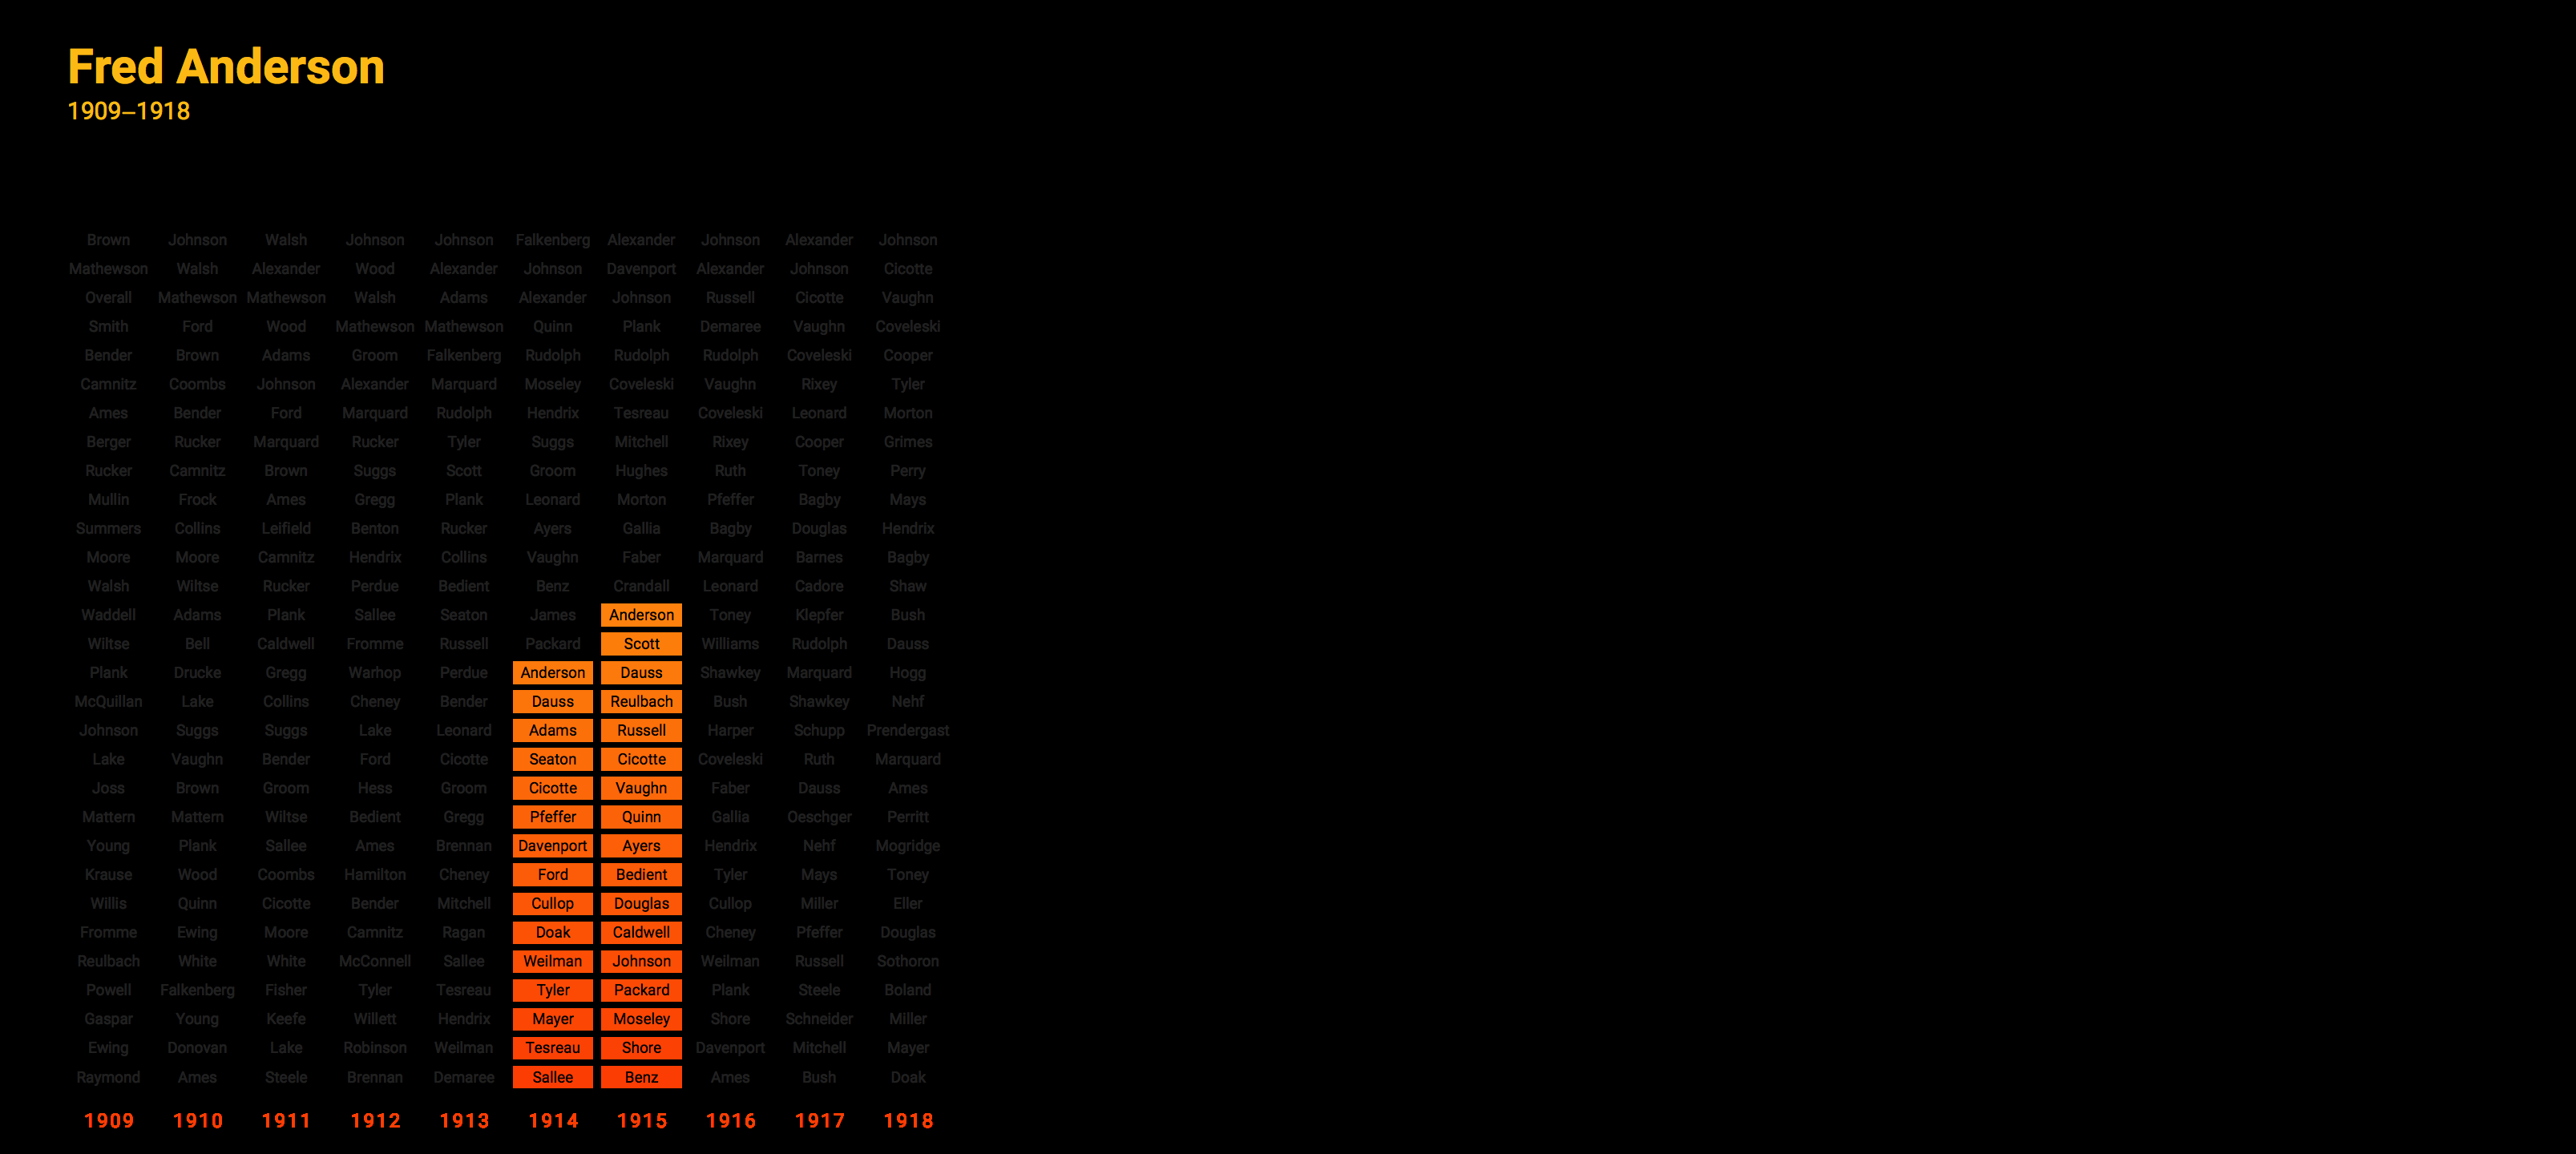 Fred Anderson
1909–1918
Brown Johnson Walsh Johnson Johnson Falkenberg Alexander Johnson Alexander Johnson
Mathewson Walsh Alexander Wood Alexander Johnson Davenport Alexander Johnson Cicotte
Overall Mathewson Mathewson Walsh Adams Alexander Johnson Russell Cicotte Vaughn
Smith Ford Wood Mathewson Mathewson Quinn Plank Demaree Vaughn Coveleski
Bender Brown Adams Groom Falkenberg Rudolph Rudolph Rudolph Coveleski Cooper
Camnitz Coombs Johnson Alexander Marquard Moseley Coveleski Vaughn Rixey Tyler
Ames Bender Ford Marquard Rudolph Hendrix Tesreau Coveleski Leonard Morton
Berger Rucker Marquard Rucker Tyler Suggs Mitchell Rixey Cooper Grimes
Rucker Camnitz Brown Suggs Scott Groom Hughes Ruth Toney Perry
Mullin Frock Ames Gregg Plank Leonard Morton Pfeffer Bagby Mays
Summers Collins Leifield Benton Rucker Ayers Gallia Bagby Douglas Hendrix
Moore Moore Camnitz Hendrix Collins Vaughn Faber Marquard Barnes Bagby
Walsh Wiltse Rucker Perdue Bedient Benz Crandall Leonard Cadore Shaw
Waddell Adams Plank Sallee Seaton James Anderson Toney Klepfer Bush
Wiltse Bell Caldwell Fromme Russell Packard Scott Williams Rudolph Dauss
Plank Drucke Gregg Warhop Perdue Anderson Dauss Shawkey Marquard Hogg
McQuillan Lake Collins Cheney Bender Dauss Reulbach Bush Shawkey Nehf
Johnson Suggs Suggs Lake Leonard Adams Russell Harper Schupp Prendergast
Lake Vaughn Bender Ford Cicotte Seaton Cicotte Coveleski Ruth Marquard
Joss Brown Groom Hess Groom Cicotte Vaughn Faber Dauss Ames
Mattern Mattern Wiltse Bedient Gregg Pfeffer Quinn Gallia Oeschger Perritt
Young Plank Sallee Ames Brennan Davenport Ayers Hendrix Nehf Mogridge
Krause Wood Coombs Hamilton Cheney Ford Bedient Tyler Mays Toney
Willis Quinn Cicotte Bender Mitchell Cullop Douglas Cullop Miller Eller
Fromme Ewing Moore Camnitz Ragan Doak Caldwell Cheney Pfeffer Douglas
Reulbach White White McConnell Sallee Weilman Johnson Weilman Russell Sothoron
Powell Falkenberg Fisher Tyler Tesreau Tyler Packard Plank Steele Boland
Gaspar Young Keefe Willett Hendrix Mayer Moseley Shore Schneider Miller
Ewing Donovan Lake Robinson Weilman Tesreau Shore Davenport Mitchell Mayer
Raymond Ames Steele Brennan Demaree Sallee Benz Ames Bush Doak
1909 1910 1911 1912 1913 1914 1915 1916 1917 1918